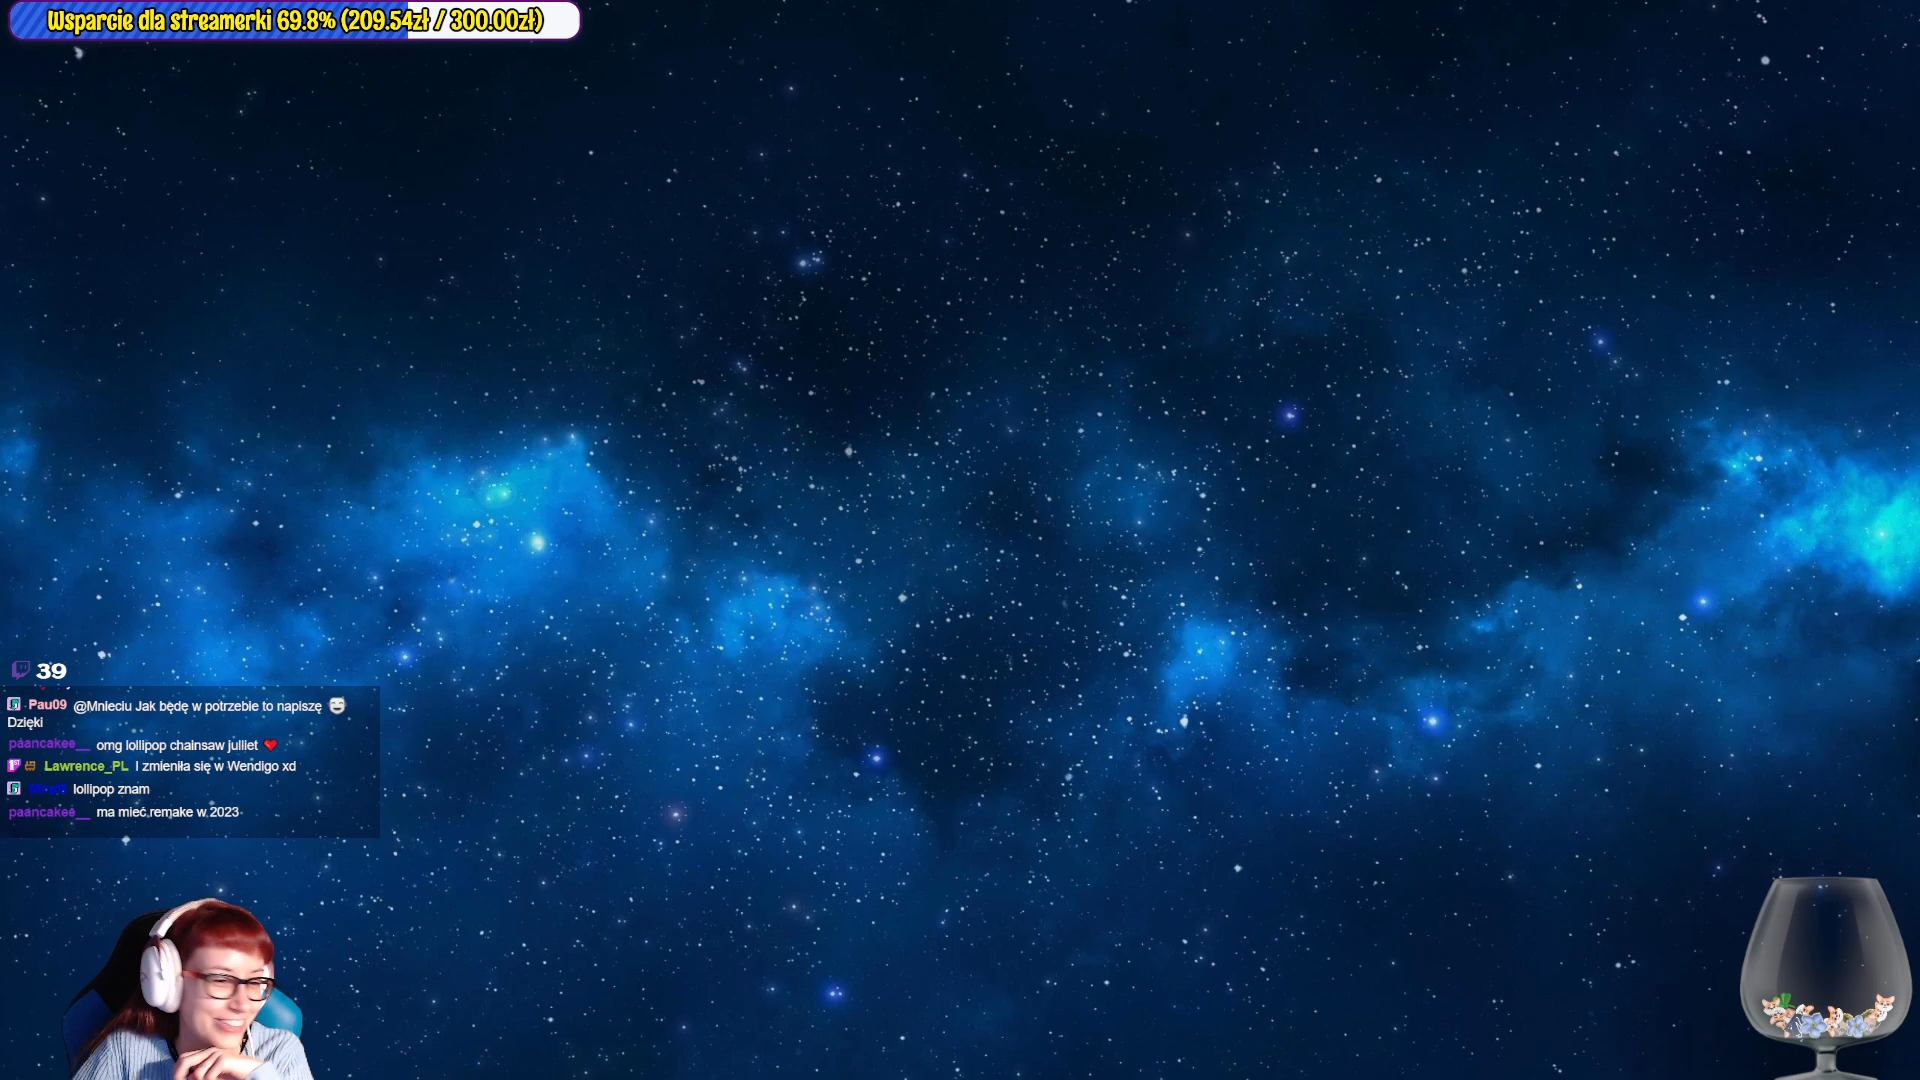 Wsparcie dla streamerki 69.8% (209.54zł / 300.00zł)
39
Pau09 @Mnieciu Jak będę w potrzebie to napiszę
Dzięki
paancakee__ omg lollipop chainsaw julliet
Lawrence_PL I zmieniła się w Wendigo xd
lollipop znam
paancakee__ ma mieć remake w 2023